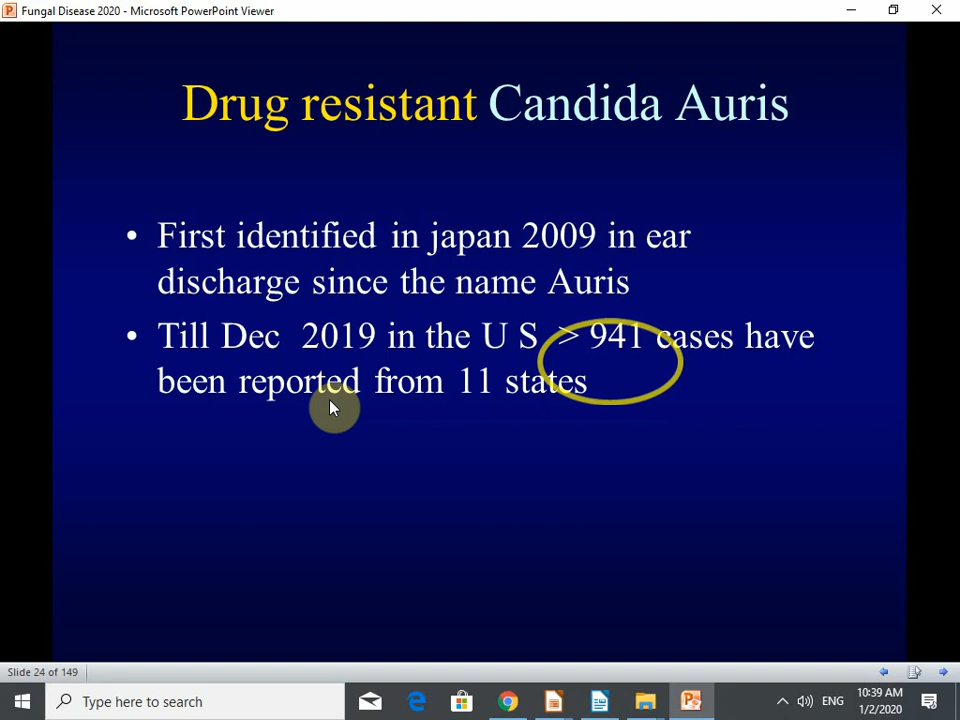 Fungal Disease 2020 - Microsoft PowerPoint Viewer
Drug resistant Candida Auris
• First identified in japan 2009 in ear
discharge since the name Auris
• Till Dec 2019 in the U S > 941 cases have
been reported from 11 states
Slide 24 of 149
Type here to search
ENG
10:39 AM
1/2/2020